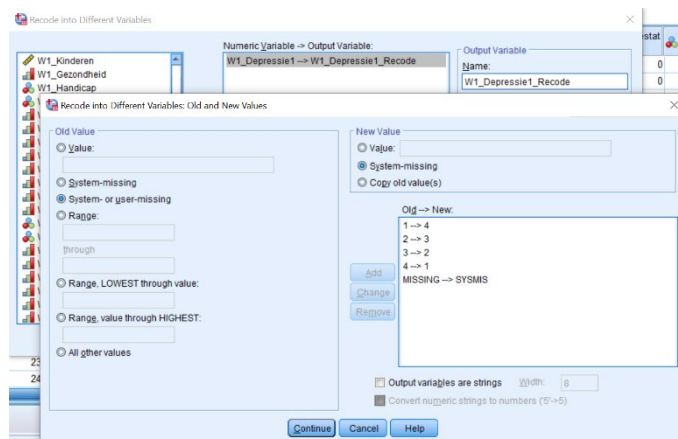 Recode into Different Variables
W1_Kinderen
W1_Gezondheid
W1_Handicap
Numeric Variable -> Output Variable:
W1_Depressie1 --> W1_Depressie1_Recode
Output Variable
Name:
W1_Depressie1_Recode
estat
0
0
Recode into Different Variables: Old and New Values
Old Value
Value:
System-missing
System- or user-missing
Range:
through
Range, LOWEST through value:
Range, value through HIGHEST:
All other values
New Value
Value:
System-missing
Copy old value(s)
Old --> New:
1 --> 4
2 --> 3
3 --> 2
4 --> 1
MISSING --> SYSMIS
Add
Change
Remove
Output variables are strings Width: 8
Convert numeric strings to numbers ('5'->5)
Continue Cancel Help
23
24